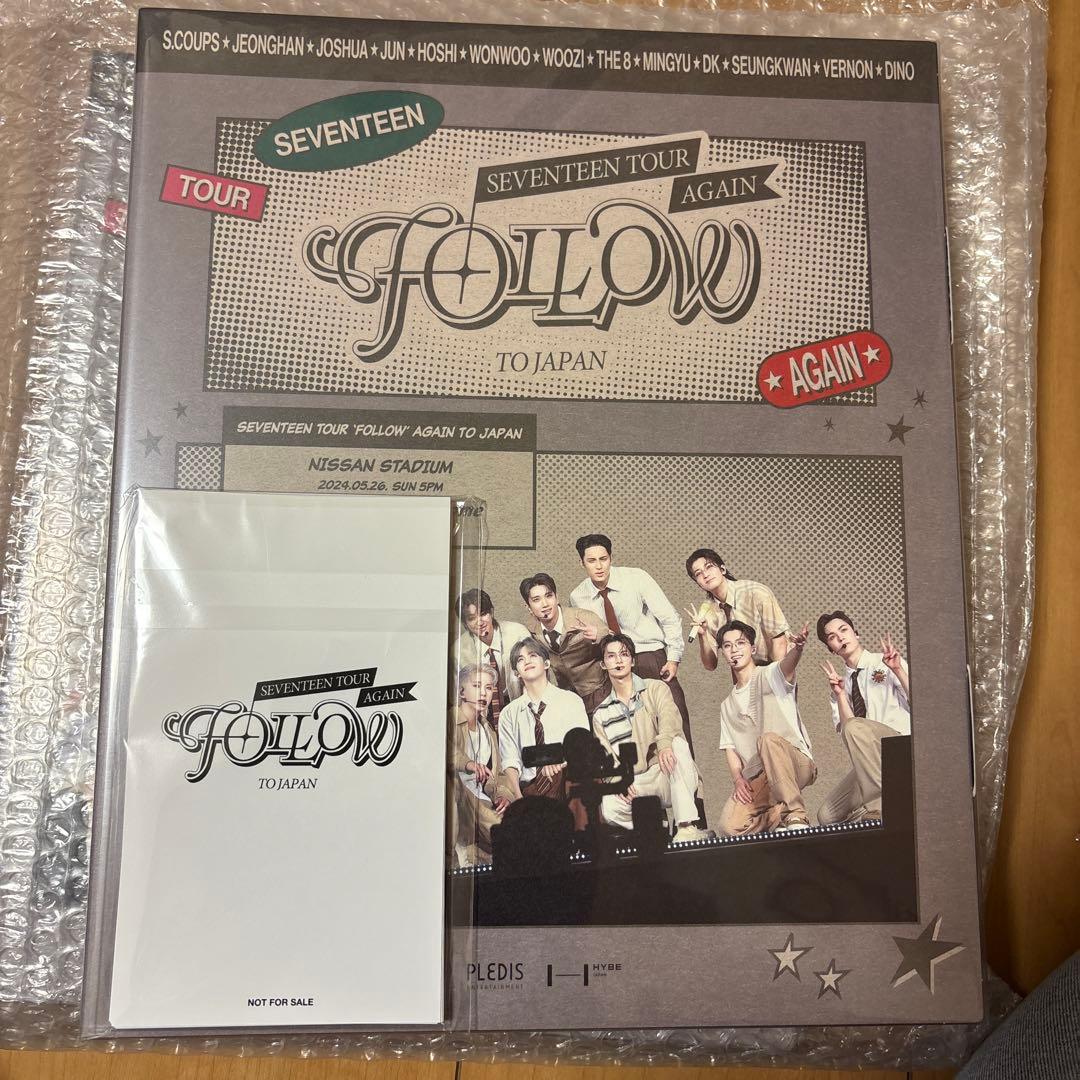 S.COUPS★JEONGHAN★JOSHUA★JUN★HOSHI★WONWOO★WOOZI★THE 8★MINGYU★DK★SEUNGKWAN★VERNON★DINO
SEVENTEEN
TOUR
SEVENTEEN TOUR
AGAIN
FOLLOW
TO JAPAN
★ AGAIN ★
SEVENTEEN TOUR 'FOLLOW' AGAIN TO JAPAN
NISSAN STADIUM
2024.05.26. SUN 5PM
SEVENTEEN TOUR
AGAIN
FOLLOW
TO JAPAN
NOT FOR SALE
PLEDIS
ENTERTAINMENT
HYBE